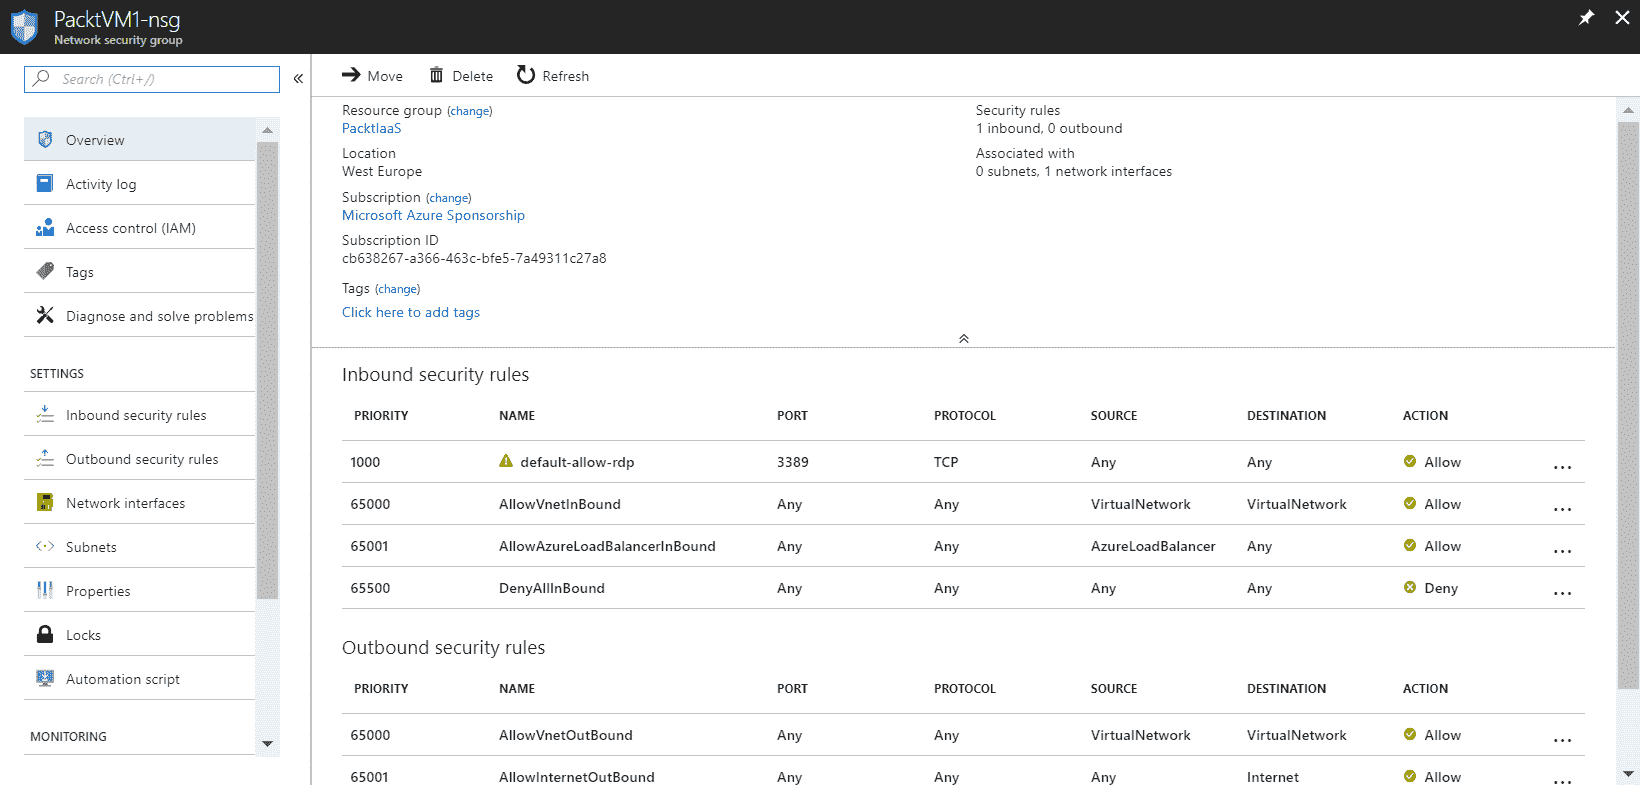 PacktVM1-nsg
Network security group
Search (Ctrl+/)
Overview
Activity log
Access control (IAM)
Tags
Diagnose and solve problems
SETTINGS
Inbound security rules
Outbound security rules
Network interfaces
Subnets
Properties
Locks
Automation script
MONITORING
Move Delete Refresh
Resource group (change)
PacktIaaS
Location
West Europe
Subscription (change)
Microsoft Azure Sponsorship
Subscription ID
cb638267-a366-463c-bfe5-7a49311c27a8
Tags (change)
Click here to add tags
Security rules
1 inbound, 0 outbound
Associated with
0 subnets, 1 network interfaces
Inbound security rules
PRIORITY NAME PORT PROTOCOL SOURCE DESTINATION ACTION
1000 default-allow-rdp 3389 TCP Any Any Allow ...
65000 AllowVnetInBound Any Any VirtualNetwork VirtualNetwork Allow ...
65001 AllowAzureLoadBalancerInBound Any Any AzureLoadBalancer Any Allow ...
65500 DenyAllInBound Any Any Any Any Deny ...
Outbound security rules
PRIORITY NAME PORT PROTOCOL SOURCE DESTINATION ACTION
65000 AllowVnetOutBound Any Any VirtualNetwork VirtualNetwork Allow ...
65001 AllowInternetOutBound Any Any Any Internet Allow ...